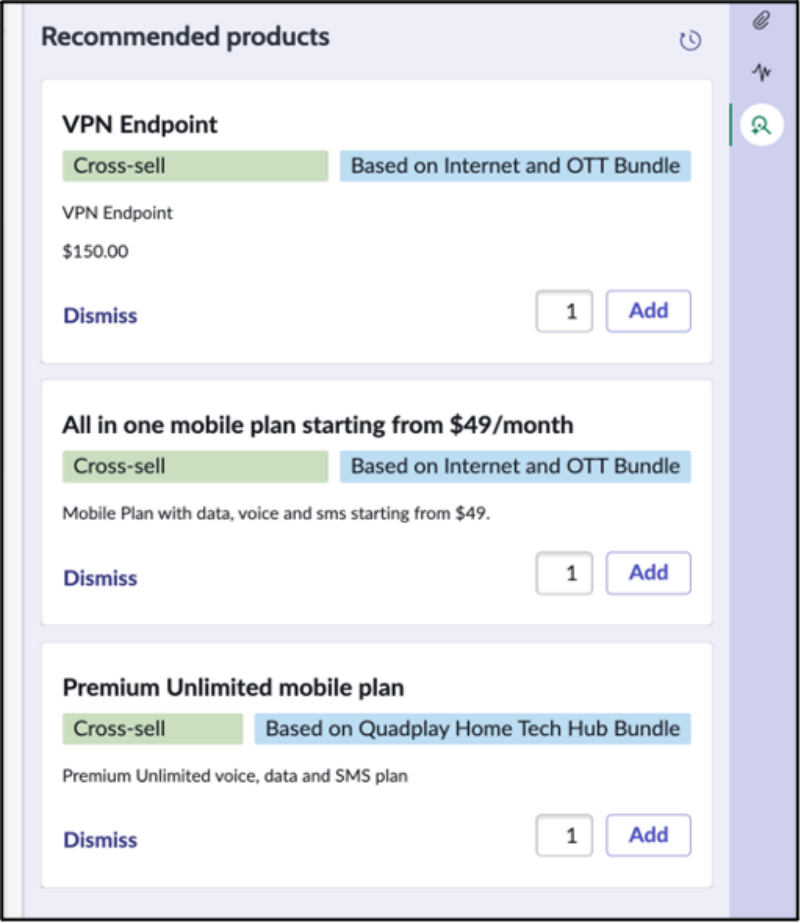 Recommended products
VPN Endpoint
Cross-sell
Based on Internet and OTT Bundle
VPN Endpoint
$150.00
Dismiss
1
Add
All in one mobile plan starting from $49/month
Cross-sell
Based on Internet and OTT Bundle
Mobile Plan with data, voice and sms starting from $49.
Dismiss
1
Add
Premium Unlimited mobile plan
Cross-sell
Based on Quadplay Home Tech Hub Bundle
Premium Unlimited voice, data and SMS plan
Dismiss
1
Add